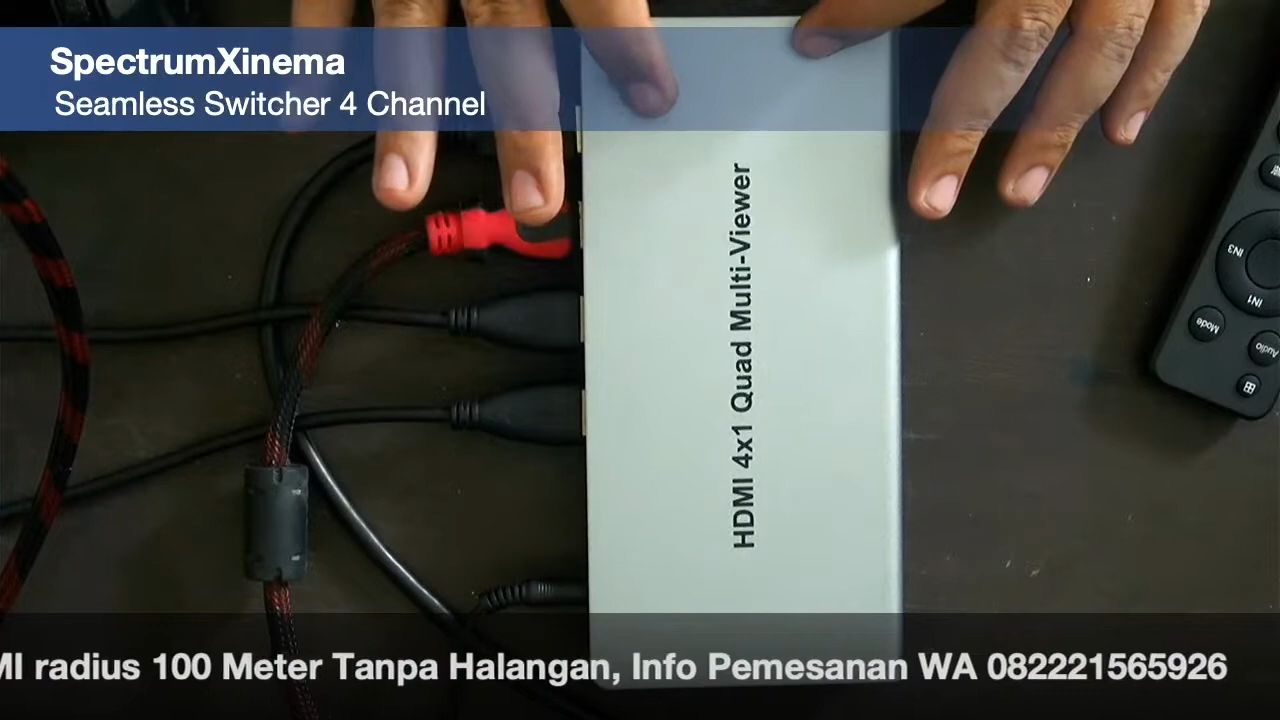 SpectrumXinema
Seamless Switcher 4 Channel
HDMI 4x1 Quad Multi-Viewer
IN3
IN1
Mode
Audio
MI radius 100 Meter Tanpa Halangan, Info Pemesanan WA 082221565926